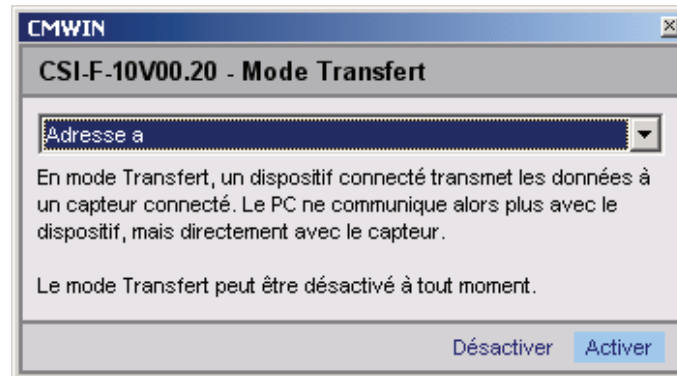 CMWIN
CSI-F-10V00.20 - Mode Transfert
Adresse a
En mode Transfert, un dispositif connecté transmet les données à
un capteur connecté. Le PC ne communique alors plus avec le
dispositif, mais directement avec le capteur.
Le mode Transfert peut être désactivé à tout moment.
Désactiver Activer